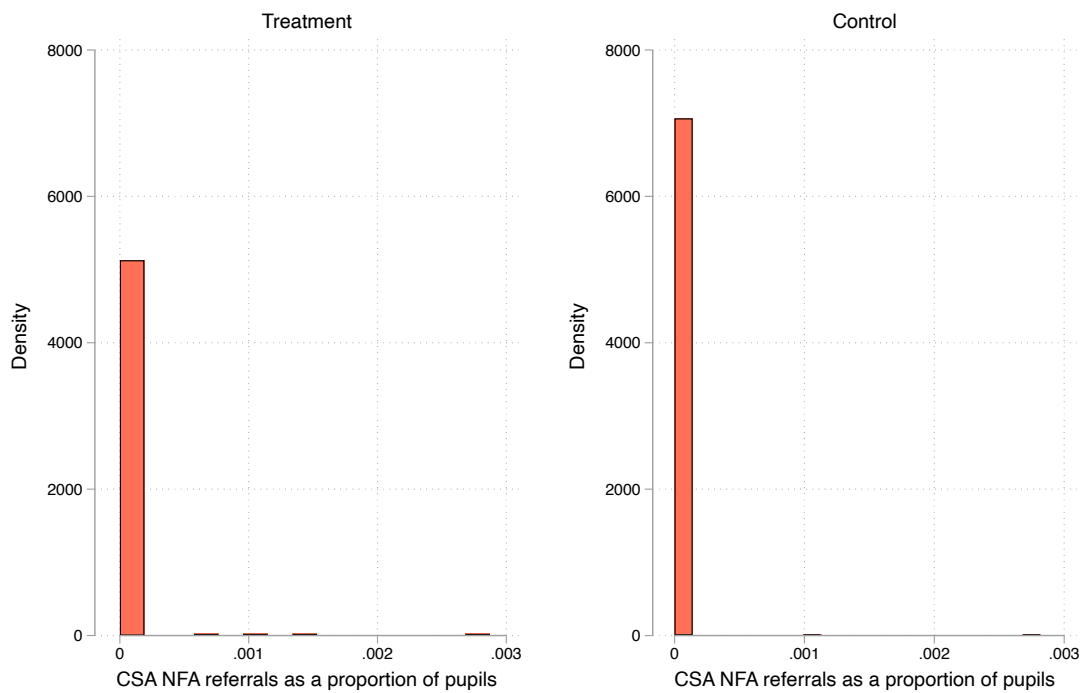 Treatment
8000
6000
4000
2000
0
Density
0 .001 .002 .003
CSA NFA referrals as a proportion of pupils
Control
8000
6000
4000
2000
0
Density
0 .001 .002 .003
CSA NFA referrals as a proportion of pupils